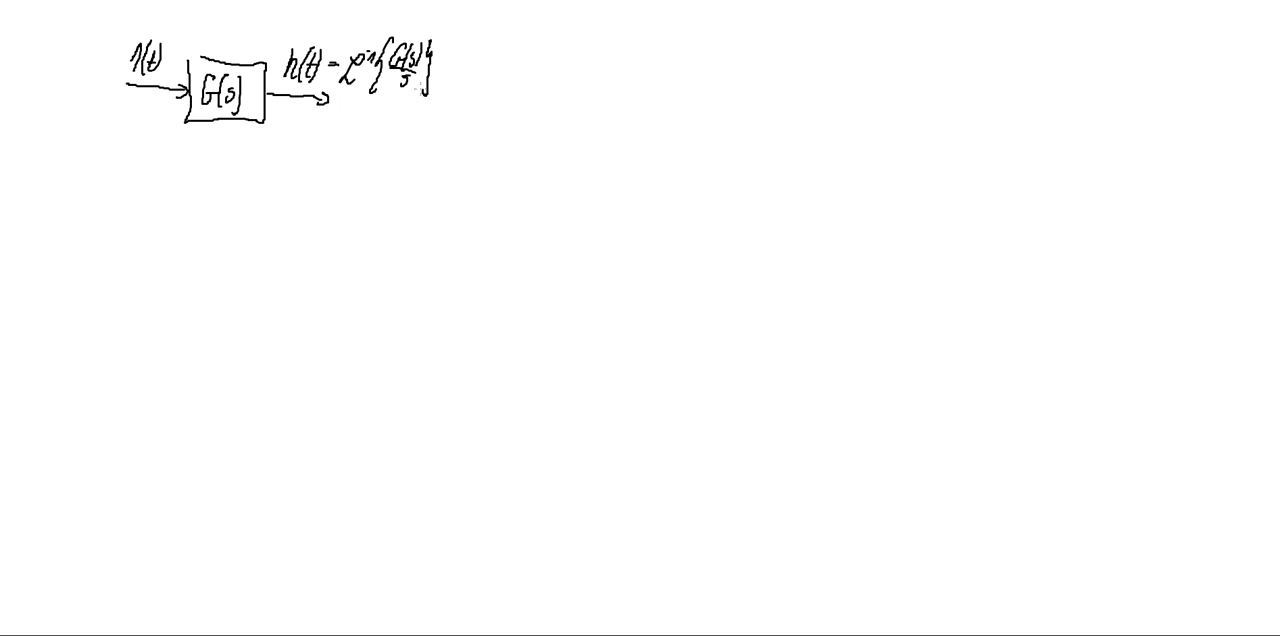 1(t)
G(s)
h(t) = ℒ⁻¹{G(s)/s}